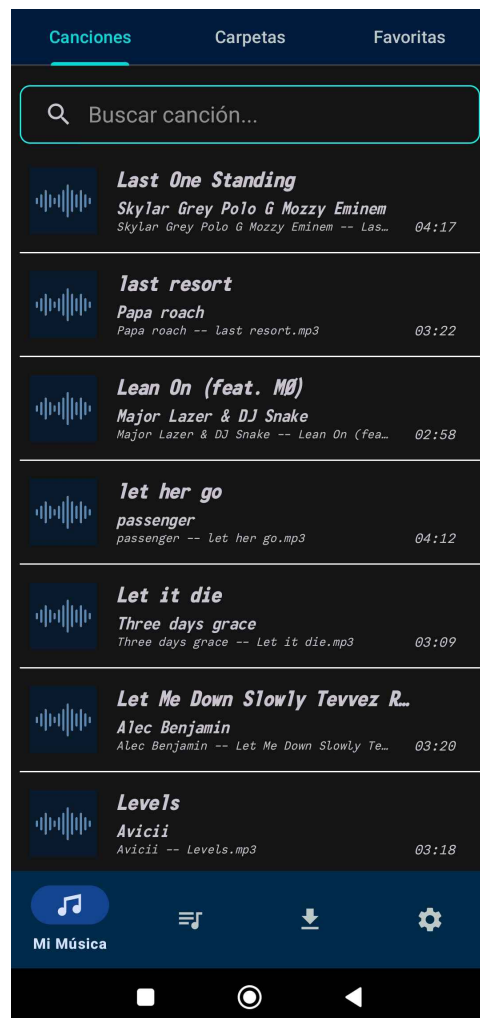 Canciones Carpetas Favoritas
Buscar canción...
Last One Standing
Skylar Grey Polo G Mozzy Eminem
Skylar Grey Polo G Mozzy Eminem -- Las… 04:17
last resort
Papa roach
Papa roach -- last resort.mp3 03:22
Lean On (feat. MØ)
Major Lazer & DJ Snake
Major Lazer & DJ Snake -- Lean On (fea… 02:58
let her go
passenger
passenger -- let her go.mp3 04:12
Let it die
Three days grace
Three days grace -- Let it die.mp3 03:09
Let Me Down Slowly Tevvez R…
Alec Benjamin
Alec Benjamin -- Let Me Down Slowly Te… 03:20
Levels
Avicii
Avicii -- Levels.mp3 03:18
Mi Música